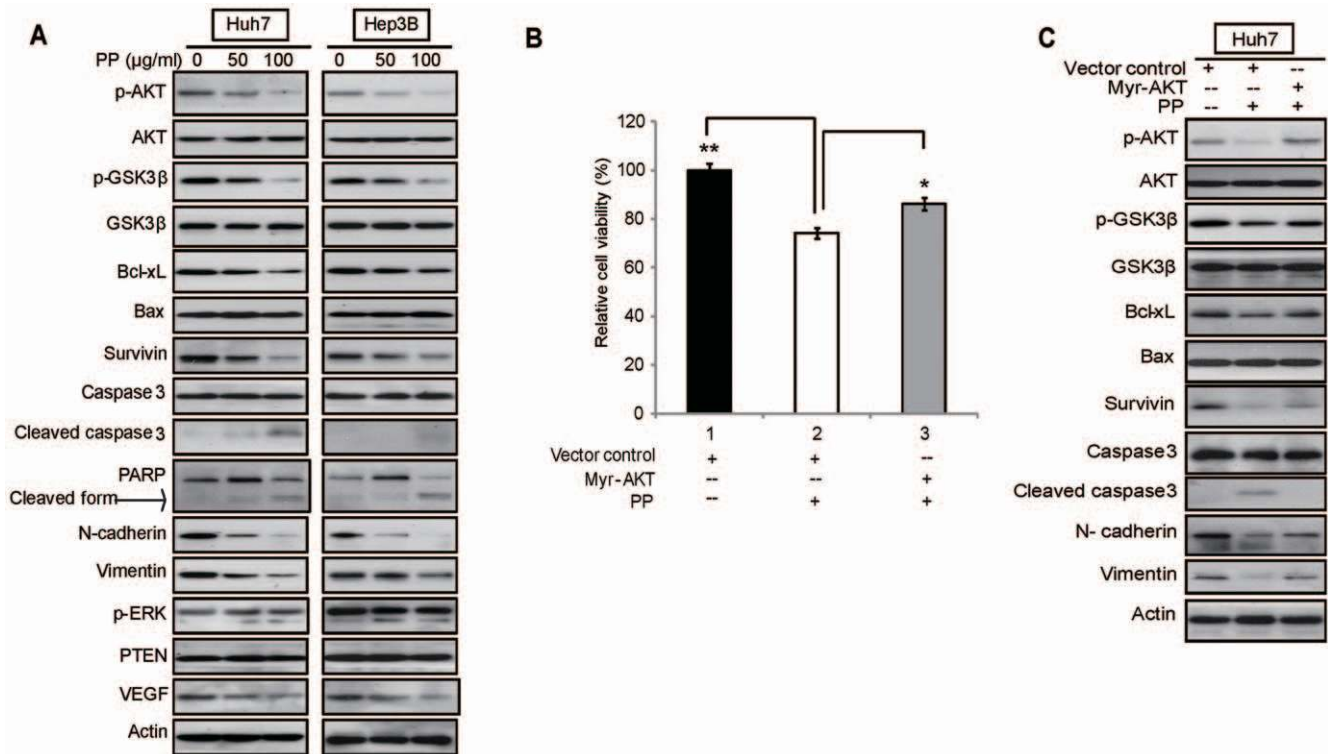 A
Huh7
Hep3B
PP (µg/ml) 0 50 100 0 50 100
p-AKT
AKT
p-GSK3β
GSK3β
Bcl-xL
Bax
Survivin
Caspase 3
Cleaved caspase 3
PARP
Cleaved form
N-cadherin
Vimentin
p-ERK
PTEN
VEGF
Actin
B
Relative cell viability (%)
120
100
80
60
40
20
0
**
*
1 2 3
Vector control + + --
Myr-AKT -- -- +
PP -- + +
C
Huh7
Vector control + + --
Myr-AKT -- -- +
PP -- + +
p-AKT
AKT
p-GSK3β
GSK3β
Bcl-xL
Bax
Survivin
Caspase 3
Cleaved caspase3
N- cadherin
Vimentin
Actin